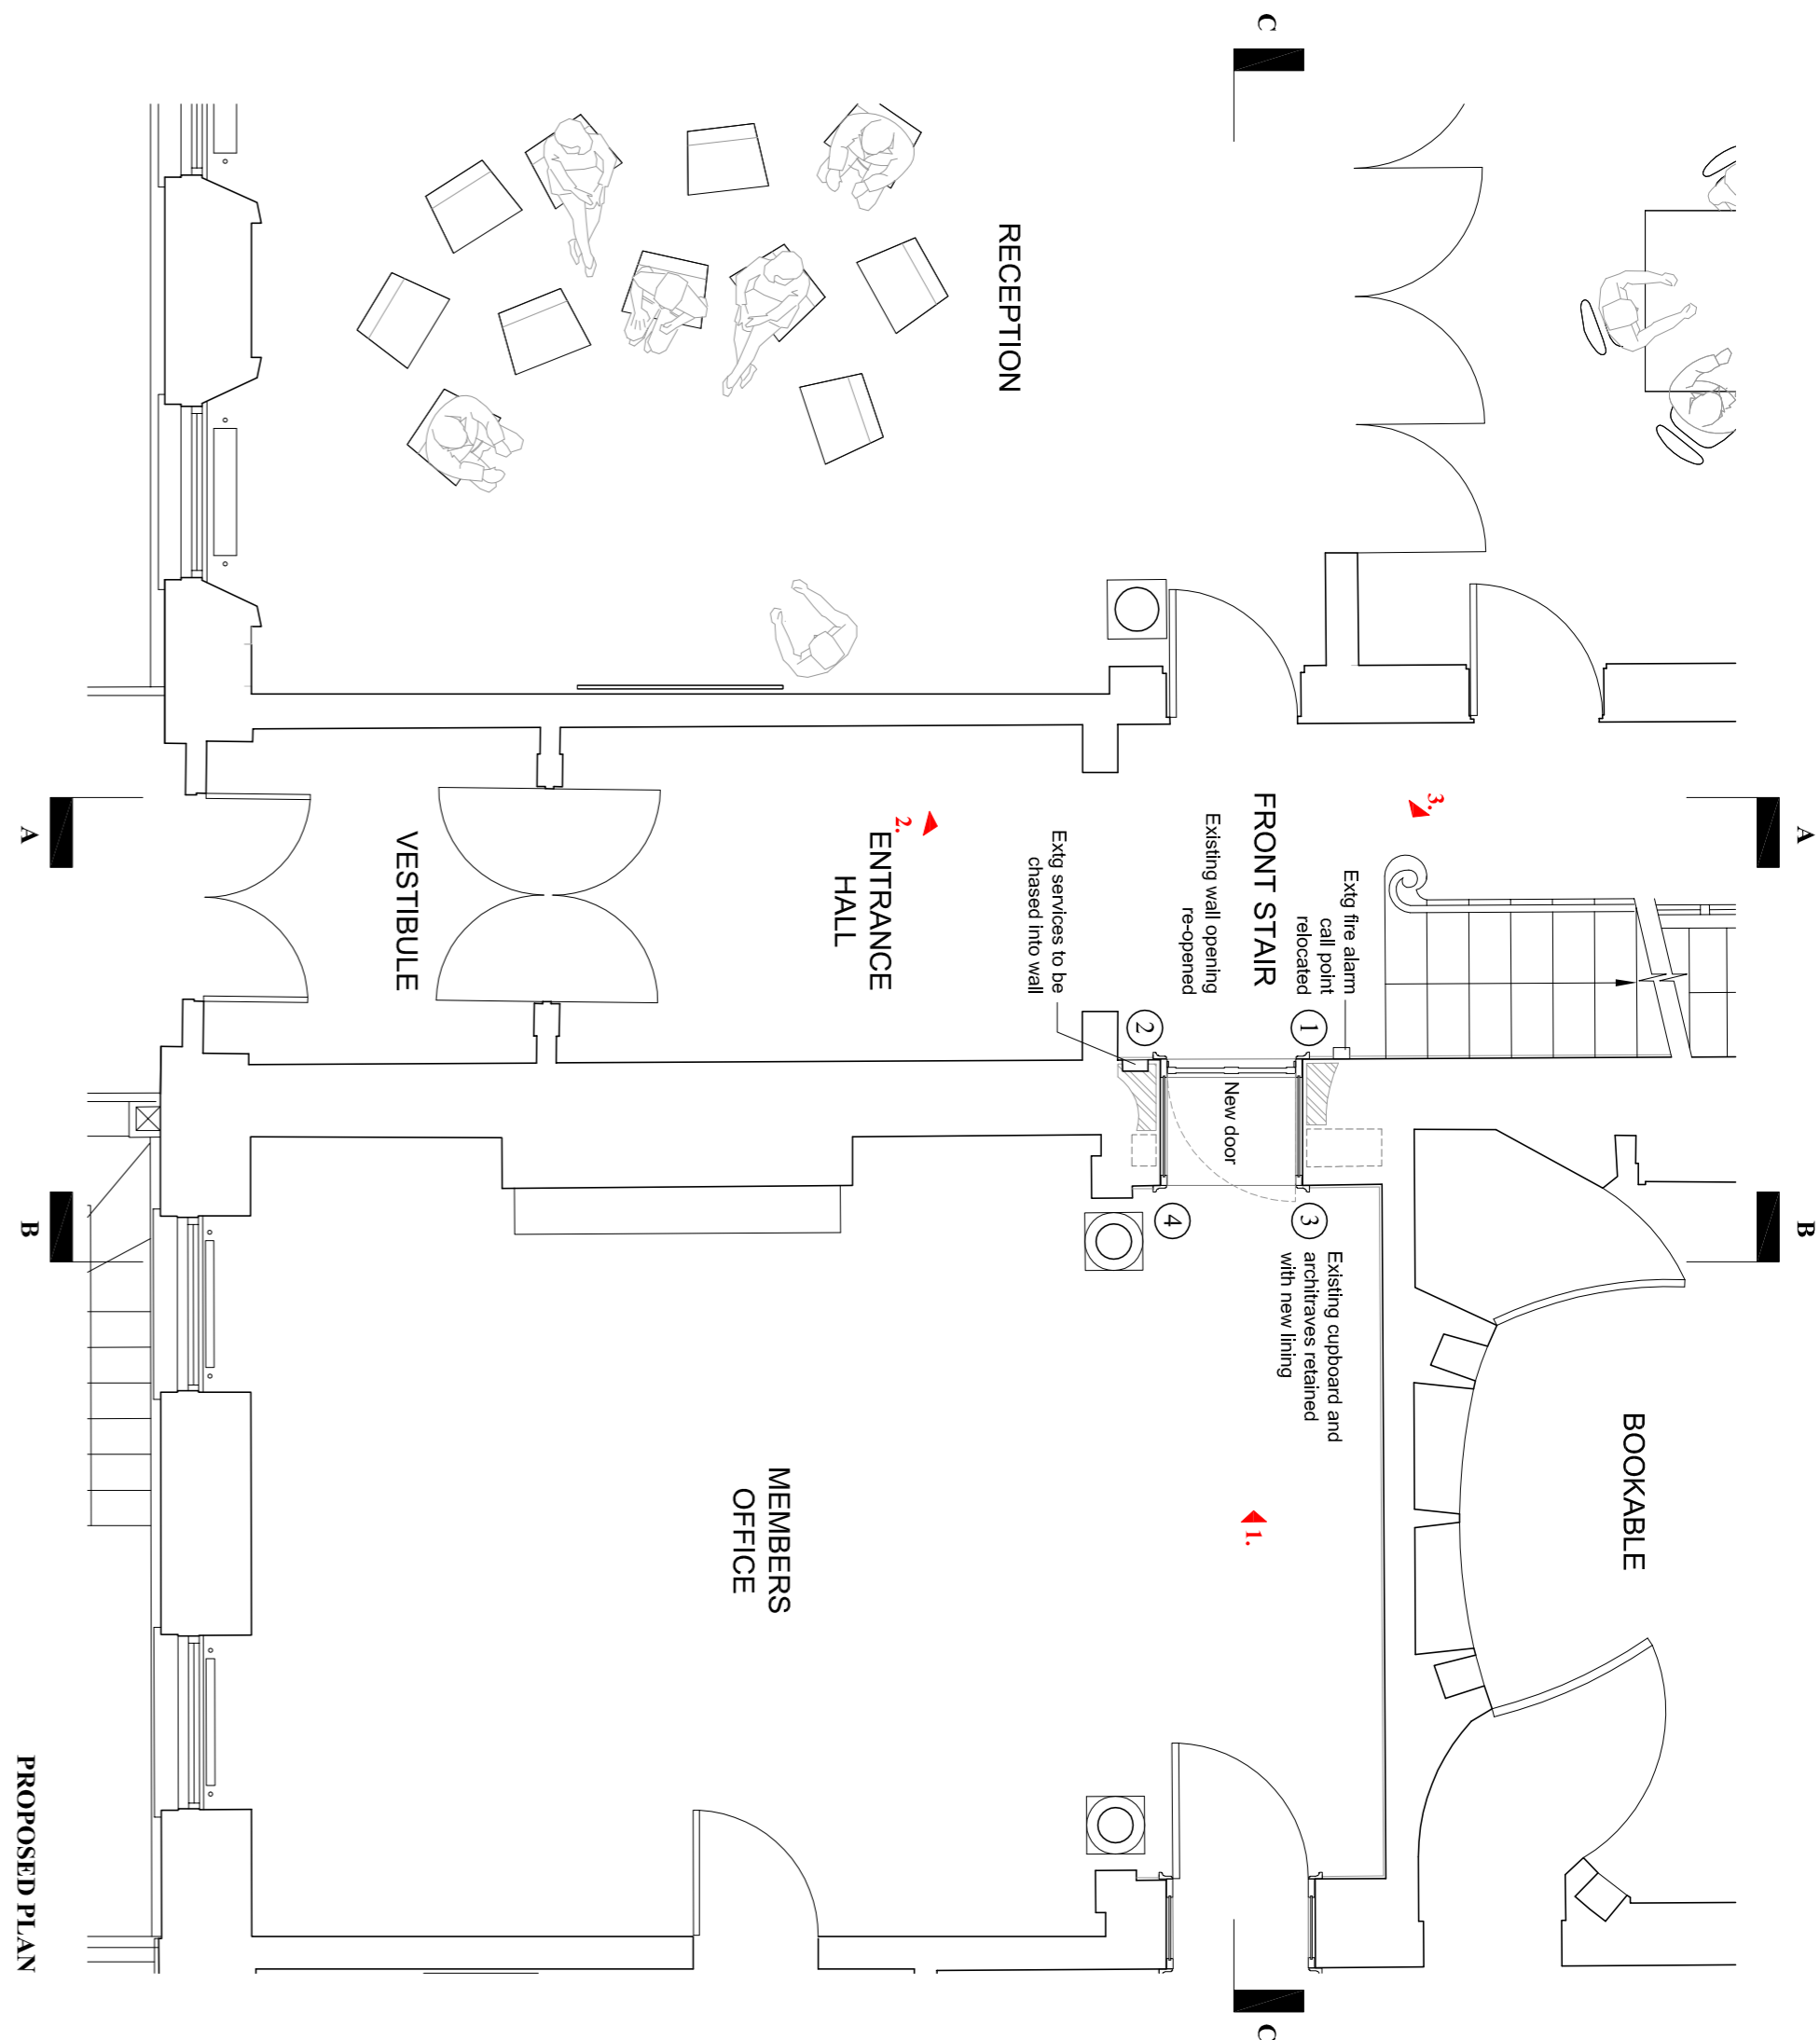 C
A
B
RECEPTION
3.
FRONT STAIR
Extg fire alarm
call point
relocated
Existing wall opening
re-opened
2.
ENTRANCE
HALL
Extg services to be
chased into wall
VESTIBULE
1
2
New door
3
4
Existing cupboard and
architraves retained
with new lining
BOOKABLE
1.
MEMBERS
OFFICE
A
B
C
PROPOSED PLAN